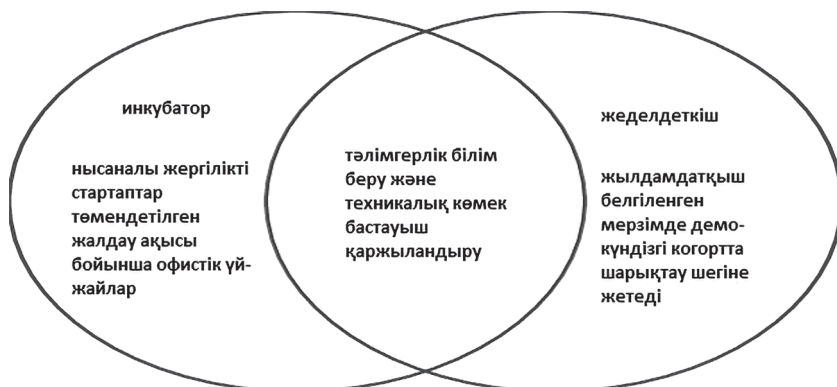 инкубатор
нысаналы жергілікті
стартаптар
төмендетілген
жалдау ақысы
бойынша офистік үй-
жайлар
тәлімгерлік білім
беру және
техникалық көмек
бастауыш
қаржыландыру
жеделдеткіш
жылдамдатқыш
белгіленген
мерзімде демо-
күндізгі когортта
шарықтау шегіне
жетеді